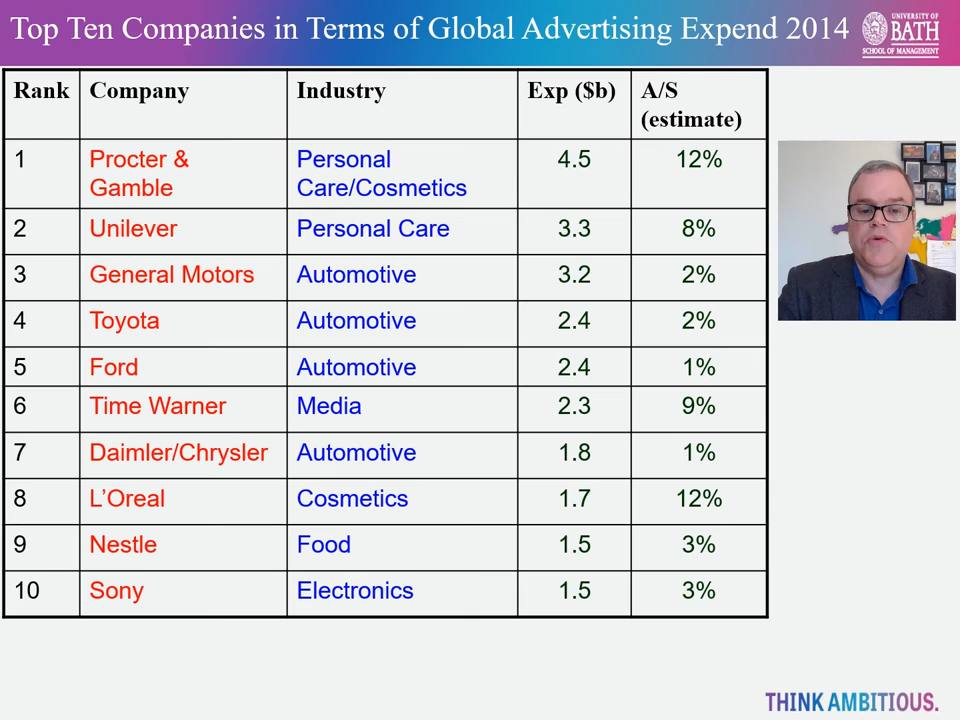 Top Ten Companies in Terms of Global Advertising Expend 2014
UNIVERSITY OF
BATH
SCHOOL OF MANAGEMENT
Rank Company Industry Exp ($b) A/S
(estimate)
1 Procter & Personal 4.5 12%
Gamble Care/Cosmetics
2 Unilever Personal Care 3.3 8%
3 General Motors Automotive 3.2 2%
4 Toyota Automotive 2.4 2%
5 Ford Automotive 2.4 1%
6 Time Warner Media 2.3 9%
7 Daimler/Chrysler Automotive 1.8 1%
8 L’Oreal Cosmetics 1.7 12%
9 Nestle Food 1.5 3%
10 Sony Electronics 1.5 3%
THINK AMBITIOUS.